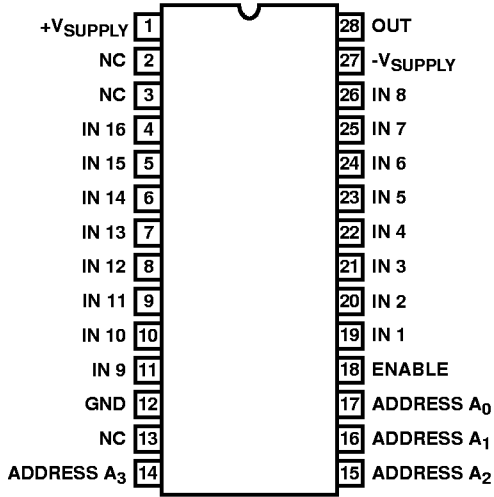 +VSUPPLY 1 28 OUT
NC 2 27 -VSUPPLY
NC 3 26 IN 8
IN 16 4 25 IN 7
IN 15 5 24 IN 6
IN 14 6 23 IN 5
IN 13 7 22 IN 4
IN 12 8 21 IN 3
IN 11 9 20 IN 2
IN 10 10 19 IN 1
IN 9 11 18 ENABLE
GND 12 17 ADDRESS A0
NC 13 16 ADDRESS A1
ADDRESS A3 14 15 ADDRESS A2